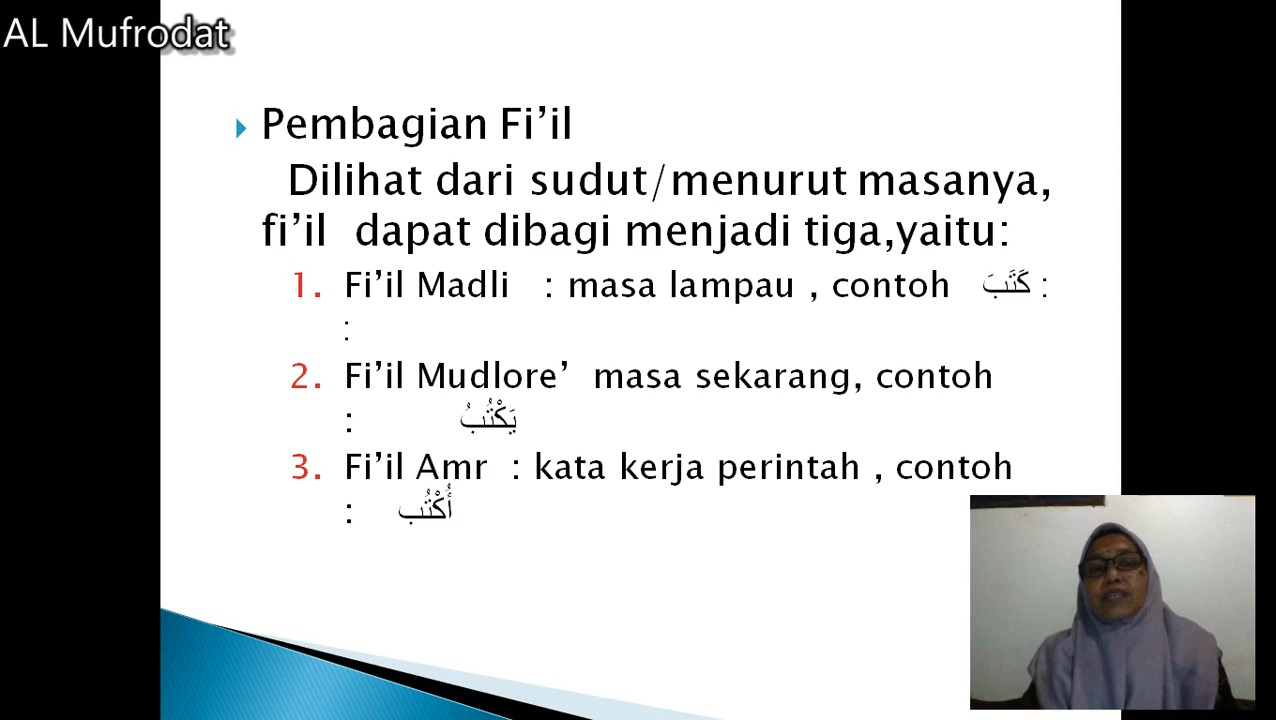 AL Mufrodat
Pembagian Fi’il
Dilihat dari sudut/menurut masanya,
fi’il dapat dibagi menjadi tiga,yaitu:
1. Fi’il Madli : masa lampau , contoh كَتَبَ :
:
2. Fi’il Mudlore’ masa sekarang, contoh
: يَكْتُبُ
3. Fi’il Amr : kata kerja perintah , contoh
: أُكْتُب